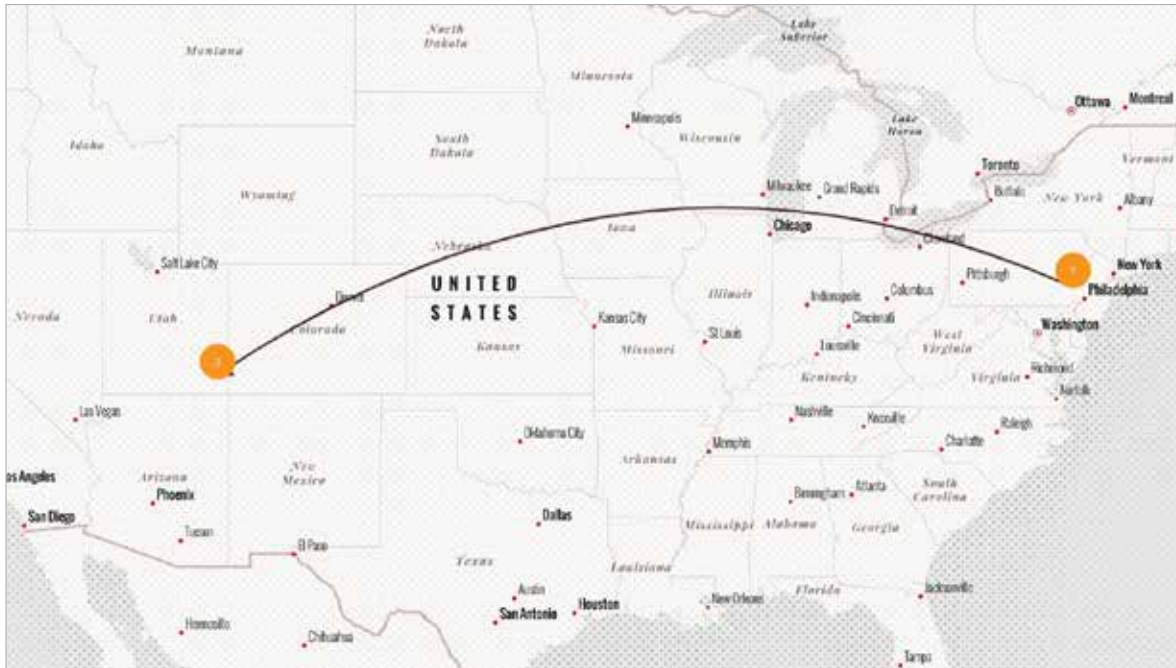 North
Dakota
Lake
Superior
Montana
Minnesota
Ottawa
Montreal
Minneapolis
Lake
Huron
Wisconsin
South
Dakota
Idaho
Vermont
Toronto
Wyoming
Milwaukee
Grand Rapids
Buffalo
New York
Albany
Detroit
Chicago
Iowa
Nebraska
Cleveland
Salt Lake City
New York
Pittsburgh
UNITED
STATES
Philadelphia
Illinois
Columbus
Denver
Indianapolis
Nevada
Utah
Colorado
Kansas City
Cincinnati
Washington
St Louis
Kansas
Missouri
West
Virginia
Louisville
Kentucky
Virginia
Richmond
Norfolk
Las Vegas
Nashville
Knoxville
Raleigh
Oklahoma City
Charlotte
Memphis
Arkansas
New
Mexico
os Angeles
Arizona
South
Carolina
Phoenix
Birmingham
Atlanta
San Diego
Dallas
Mississippi
Alabama
Georgia
Tucson
El Paso
Texas
Louisiana
Austin
Florida
Jacksonville
San Antonio
Houston
New Orleans
Hermosillo
Chihuahua
Tampa